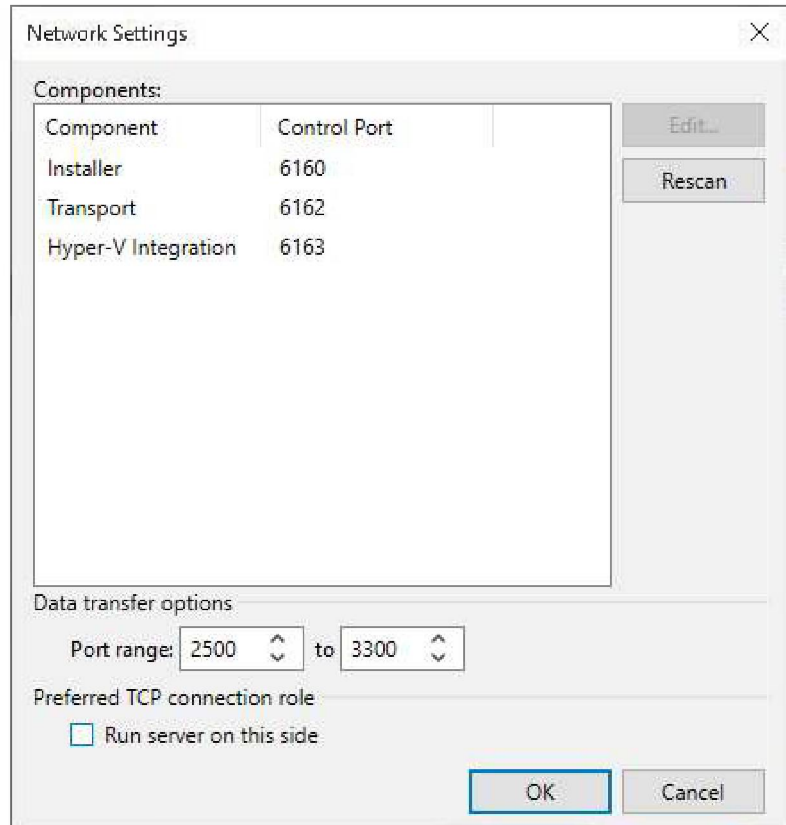 Network Settings
Components:
Component Control Port
Edit...
Installer 6160
Rescan
Transport 6162
Hyper-V Integration 6163
Data transfer options
Port range: 2500 to 3300
Preferred TCP connection role
Run server on this side
OK Cancel